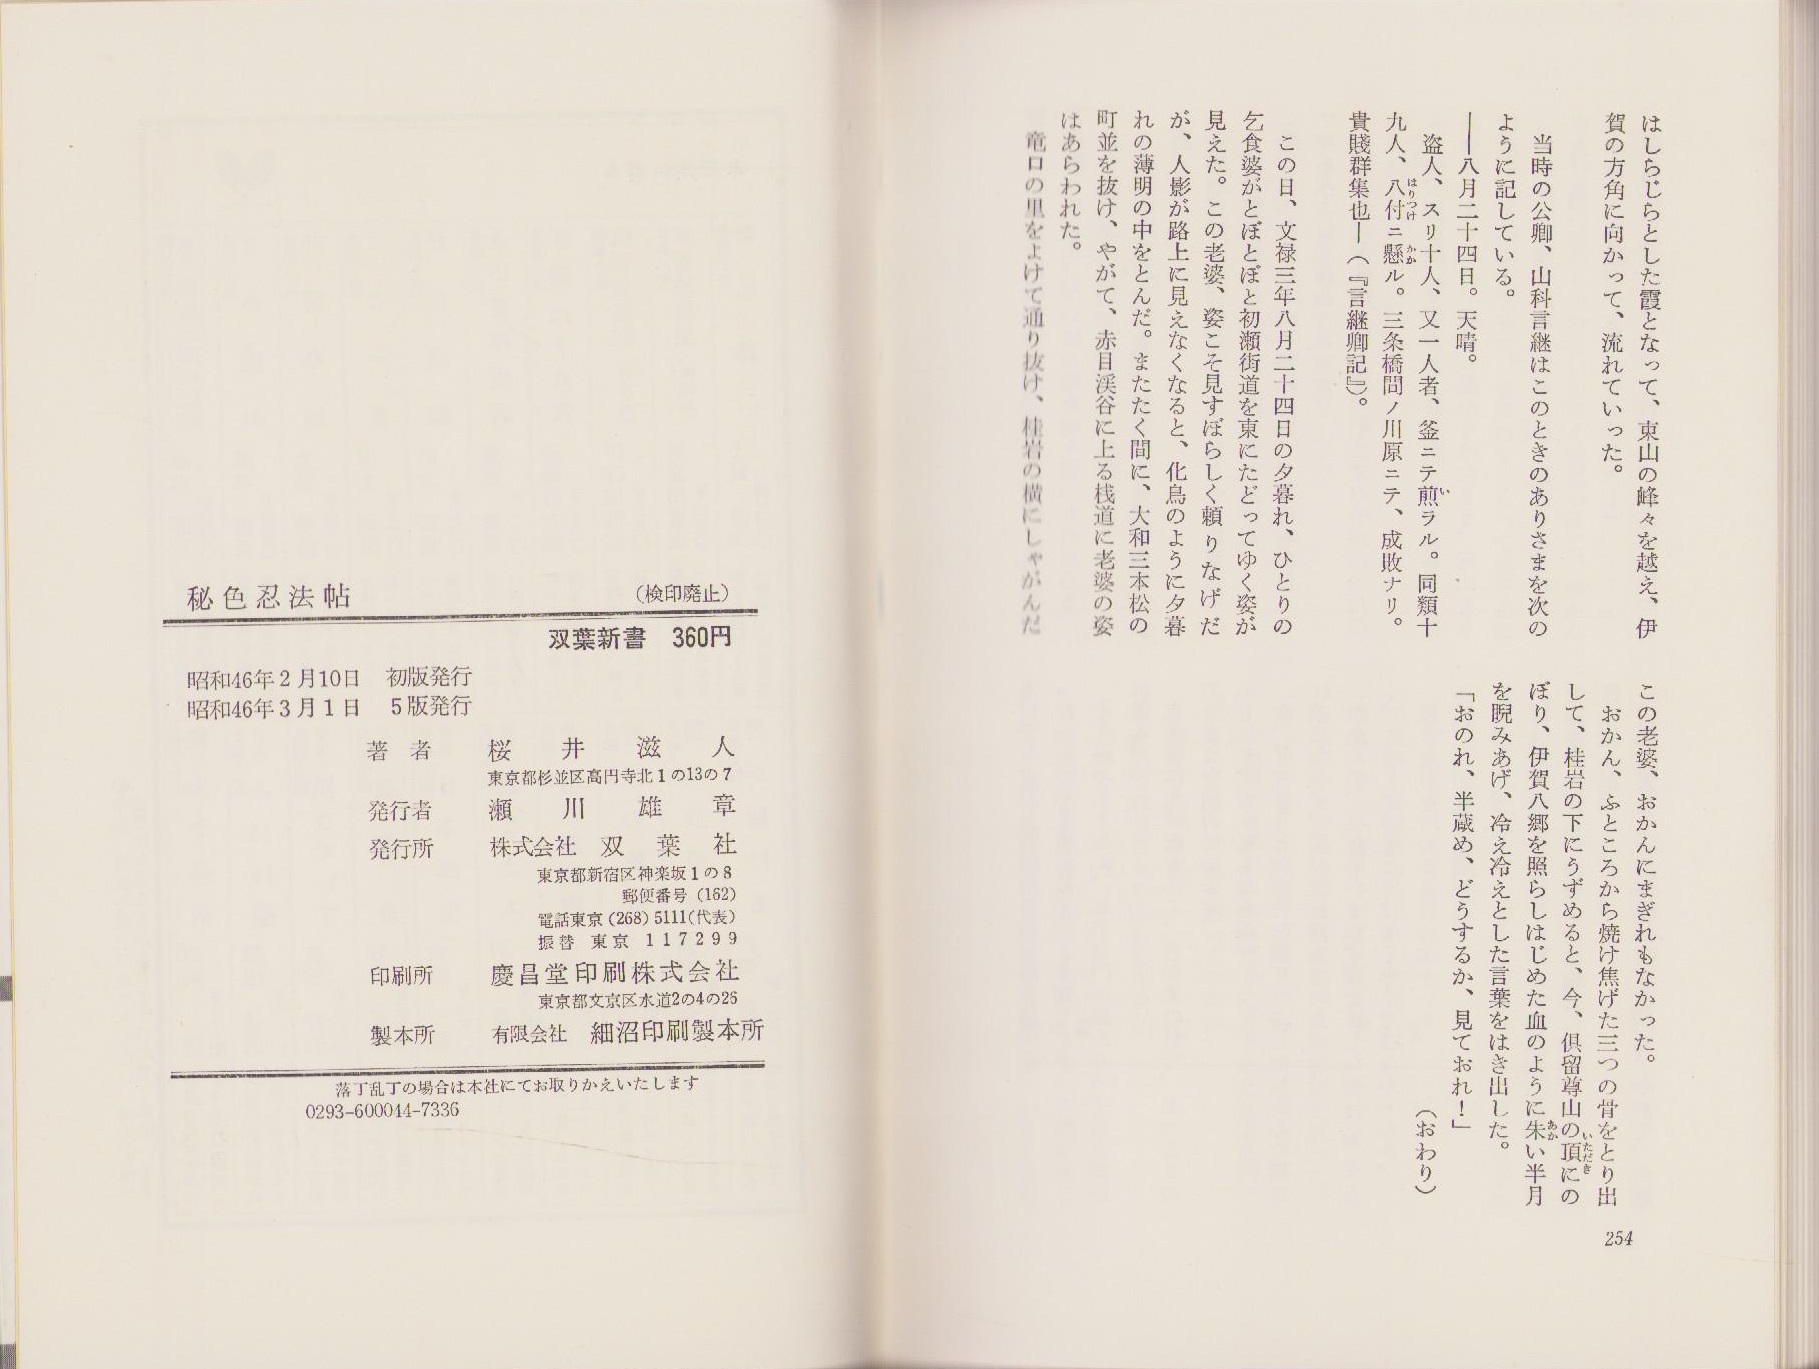 はしらじらとした霞となって、東山の峰々を越え、伊
賀の方角に向かって、流れていった。
当時の公卿、山科言継はこのときのありさまを次の
ように記している。
――八月二十四日。天晴。
盗人、スリ十人、又一人者、釜ニテ煎ラル。同類十
九人、八付ニ懸ル。三条橋間ノ川原ニテ、成敗ナリ。
貴賤群集也―（『言継卿記』）。
この日、文禄三年八月二十四日の夕暮れ、ひとりの
乞食婆がとぼとぼと初瀬街道を東にたどってゆく姿が
見えた。この老婆、姿こそ見すぼらしく頼りなげだ
が、人影が路上に見えなくなると、化鳥のように夕暮
れの薄明の中をとんだ。またたく間に、大和三本松の
町並を抜け、やがて、赤目渓谷に上る桟道に老婆の姿
はあらわれた。
竜口の里をよけて通り抜け、桂岩の横にしゃがんだ
この老婆、おかんにまぎれもなかった。
おかん、ふところから焼け焦げた三つの骨をとり出
して、桂岩の下にうずめると、今、倶留尊山の頂にの
ぼり、伊賀八郷を照らしはじめた血のように朱い半月
を睨みあげ、冷え冷えとした言葉をはき出した。
「おのれ、半蔵め、どうするか、見ておれ！」
（おわり）
254
秘色忍法帖 （検印廃止）
双葉新書 360円
昭和46年2月10日 初版発行
昭和46年3月1日 5版発行
著者 桜井滋人
東京都杉並区高円寺北1の13の7
発行者 瀬川雄章
発行所 株式会社 双葉社
東京都新宿区神楽坂1の8
郵便番号（162）
電話東京（268）5111（代表）
振替 東京 117299
印刷所 慶昌堂印刷株式会社
東京都文京区水道2の4の26
製本所 有限会社 細沼印刷製本所
落丁乱丁の場合は本社にてお取りかえいたします
0293-600044-7336